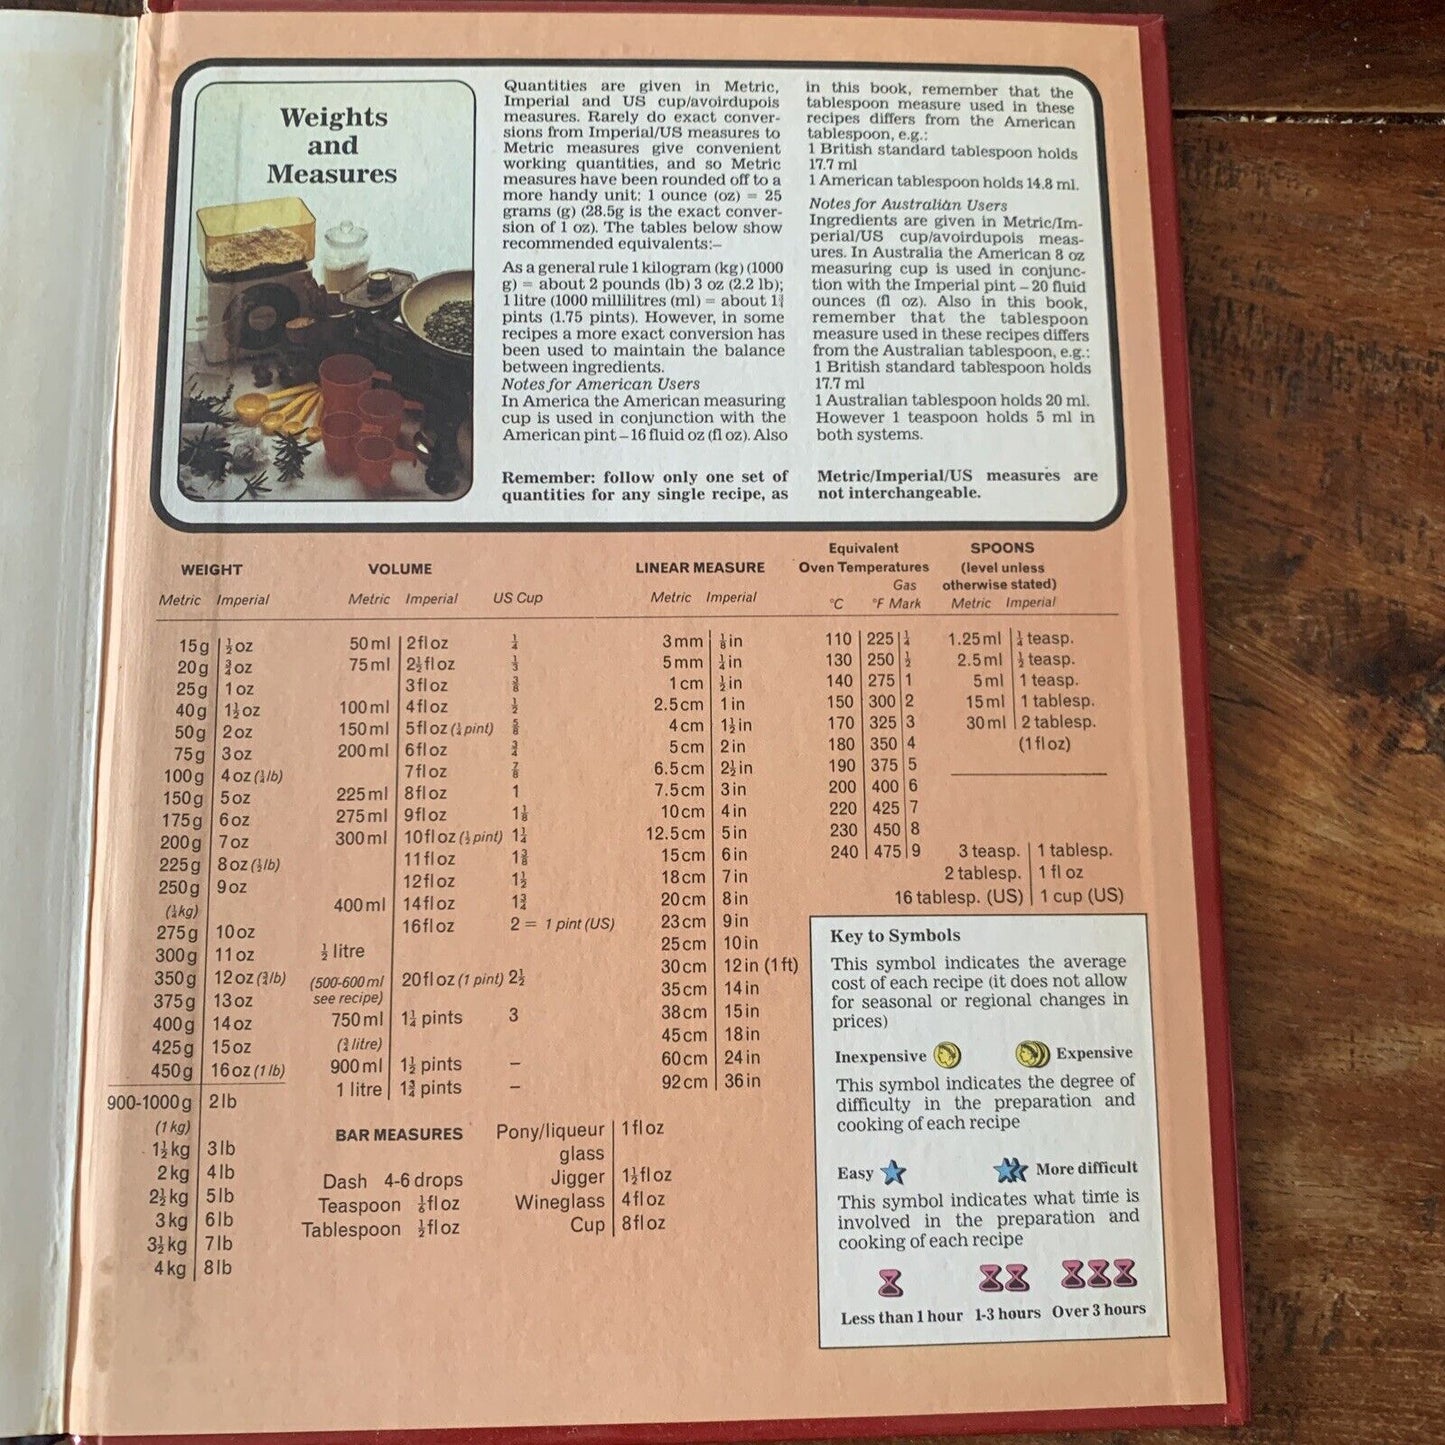 Weights
and
Measures
Quantities are given in Metric,
Imperial and US cup/avoirdupois
measures. Rarely do exact conver-
sions from Imperial/US measures to
Metric measures give convenient
working quantities, and so Metric
measures have been rounded off to a
more handy unit: 1 ounce (oz) = 25
grams (g) (28.5g is the exact conver-
sion of 1 oz). The tables below show
recommended equivalents:–
As a general rule 1 kilogram (kg) (1000
g) = about 2 pounds (lb) 3 oz (2.2 lb);
1 litre (1000 millilitres (ml) = about 1¾
pints (1.75 pints). However, in some
recipes a more exact conversion has
been used to maintain the balance
between ingredients.
Notes for American Users
In America the American measuring
cup is used in conjunction with the
American pint – 16 fluid oz (fl oz). Also
Remember: follow only one set of
quantities for any single recipe, as
in this book, remember that the
tablespoon measure used in these
recipes differs from the American
tablespoon, e.g.:
1 British standard tablespoon holds
17.7 ml
1 American tablespoon holds 14.8 ml.
Notes for Australian Users
Ingredients are given in Metric/Im-
perial/US cup/avoirdupois meas-
ures. In Australia the American 8 oz
measuring cup is used in conjunc-
tion with the Imperial pint – 20 fluid
ounces (fl oz). Also in this book,
remember that the tablespoon
measure used in these recipes differs
from the Australian tablespoon, e.g.:
1 British standard tablespoon holds
17.7 ml
1 Australian tablespoon holds 20 ml.
However 1 teaspoon holds 5 ml in
both systems.
Metric/Imperial/US measures are
not interchangeable.
WEIGHT
Metric Imperial
15g ½oz
20g ¾oz
25g 1oz
40g 1½oz
50g 2oz
75g 3oz
100g 4oz (¼lb)
150g 5oz
175g 6oz
200g 7oz
225g 8oz (½lb)
250g 9oz
(¼kg)
275g 10oz
300g 11oz
350g 12oz (¾lb)
375g 13oz
400g 14oz
425g 15oz
450g 16oz (1lb)
900-1000g 2lb
(1kg)
1½kg 3lb
2kg 4lb
2½kg 5lb
3kg 6lb
3½kg 7lb
4kg 8lb
VOLUME
Metric Imperial US Cup
50ml 2floz ¼
75ml 2½floz ⅓
3floz ⅜
100ml 4floz ½
150ml 5floz (¼pint) ⅝
200ml 6floz ¾
7floz ⅞
225ml 8floz 1
275ml 9floz 1⅛
300ml 10floz (½pint) 1¼
11floz 1⅜
12floz 1½
400ml 14floz 1¾
16floz 2 = 1 pint (US)
½ litre
(500-600ml 20floz (1 pint) 2½
see recipe)
750ml 1¼ pints 3
(¾litre)
900ml 1½ pints –
1 litre 1¾ pints –
BAR MEASURES
Dash 4-6 drops
Teaspoon ⅙floz
Tablespoon ½floz
Pony/liqueur 1floz
glass
Jigger 1½floz
Wineglass 4floz
Cup 8floz
LINEAR MEASURE
Metric Imperial
3mm ⅛in
5mm ¼in
1cm ½in
2.5cm 1in
4cm 1½in
5cm 2in
6.5cm 2½in
7.5cm 3in
10cm 4in
12.5cm 5in
15cm 6in
18cm 7in
20cm 8in
23cm 9in
25cm 10in
30cm 12in (1ft)
35cm 14in
38cm 15in
45cm 18in
60cm 24in
92cm 36in
Equivalent
Oven Temperatures
Gas
°C °F Mark
110 225 ¼
130 250 ½
140 275 1
150 300 2
170 325 3
180 350 4
190 375 5
200 400 6
220 425 7
230 450 8
240 475 9
SPOONS
(level unless
otherwise stated)
Metric Imperial
1.25ml ¼ teasp.
2.5ml ½ teasp.
5ml 1 teasp.
15ml 1 tablesp.
30ml 2 tablesp.
(1floz)
3 teasp. 1 tablesp.
2 tablesp. 1 fl oz
16 tablesp. (US) 1 cup (US)
Key to Symbols
This symbol indicates the average
cost of each recipe (it does not allow
for seasonal or regional changes in
prices)
Inexpensive Expensive
This symbol indicates the degree of
difficulty in the preparation and
cooking of each recipe
Easy More difficult
This symbol indicates what time is
involved in the preparation and
cooking of each recipe
Less than 1 hour 1-3 hours Over 3 hours